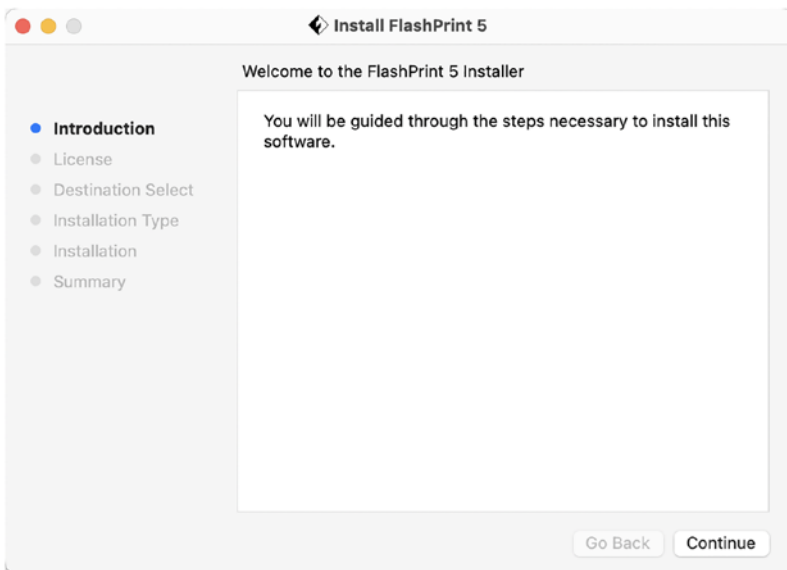 Install FlashPrint 5
Welcome to the FlashPrint 5 Installer
Introduction
License
Destination Select
Installation Type
Installation
Summary
You will be guided through the steps necessary to install this
software.
Go Back
Continue